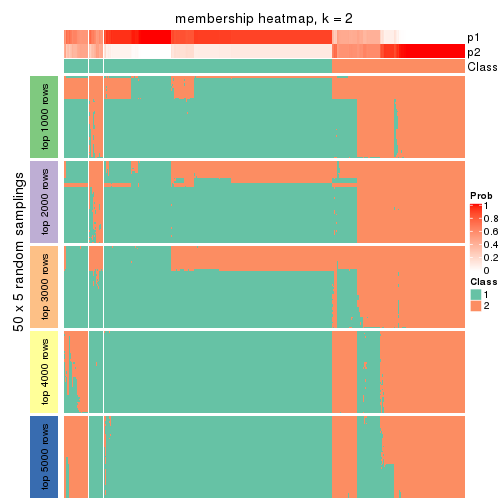 membership heatmap, k = 2
p1
p2
Class
50 x 5 random samplings
top 1000 rows
top 2000 rows
top 3000 rows
top 4000 rows
top 5000 rows
Prob
1
0.8
0.6
0.4
0.2
0
Class
1
2